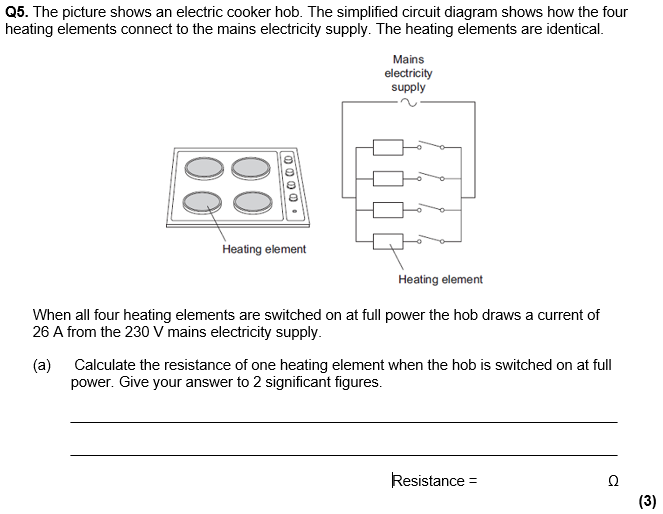 Q5. The picture shows an electric cooker hob. The simplified circuit diagram shows how the four
heating elements connect to the mains electricity supply. The heating elements are identical.
Mains
electricity
supply
Heating element
Heating element
When all four heating elements are switched on at full power the hob draws a current of
26 A from the 230 V mains electricity supply.
(a) Calculate the resistance of one heating element when the hob is switched on at full
power. Give your answer to 2 significant figures.
Resistance = Ω
(3)